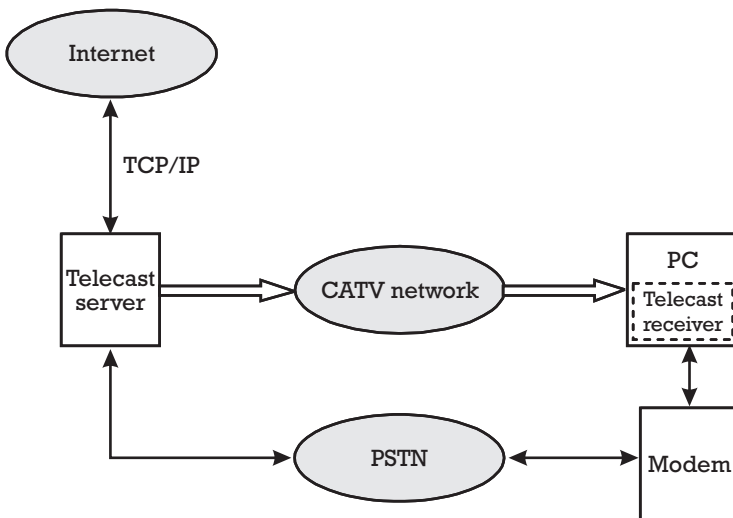 Internet
TCP/IP
Telecast
server
CATV network
PC
Telecast
receiver
PSTN
Modem